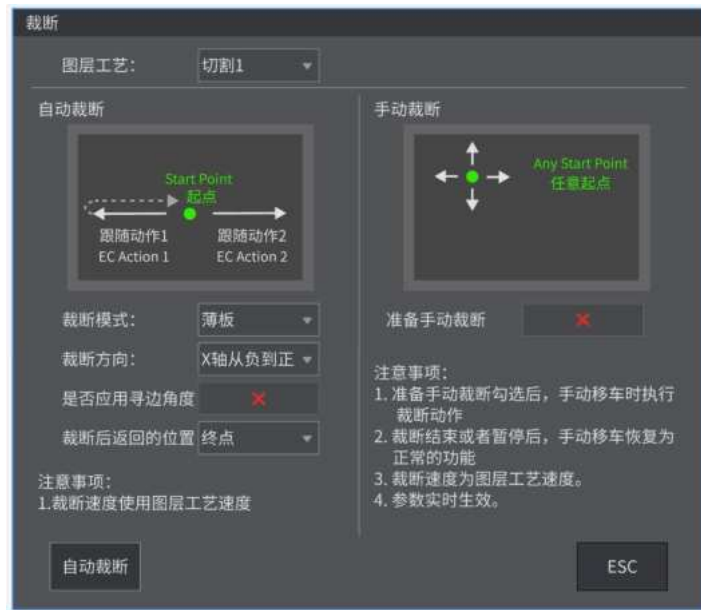 裁断
图层工艺：
切割1
自动裁断
Start Point
起点
跟随动作1
EC Action 1
跟随动作2
EC Action 2
裁断模式：
薄板
裁断方向：
X轴从负到正
是否应用寻边角度
裁断后返回的位置
终点
注意事项：
1.裁断速度使用图层工艺速度
自动裁断
手动裁断
Any Start Point
任意起点
准备手动裁断
注意事项：
1. 准备手动裁断勾选后，手动移车时执行
裁断动作
2. 裁断结束或者暂停后，手动移车恢复为
正常的功能
3. 裁断速度为图层工艺速度。
4. 参数实时生效。
ESC